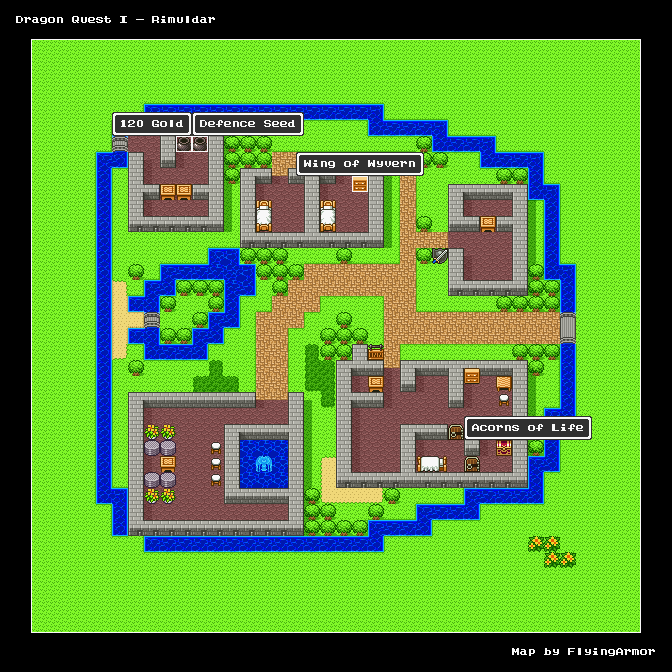 Dragon Quest I – Rimuldar
120 Gold
Defence Seed
Wing of Wyvern
Acorns of Life
Map by FlyingArmor